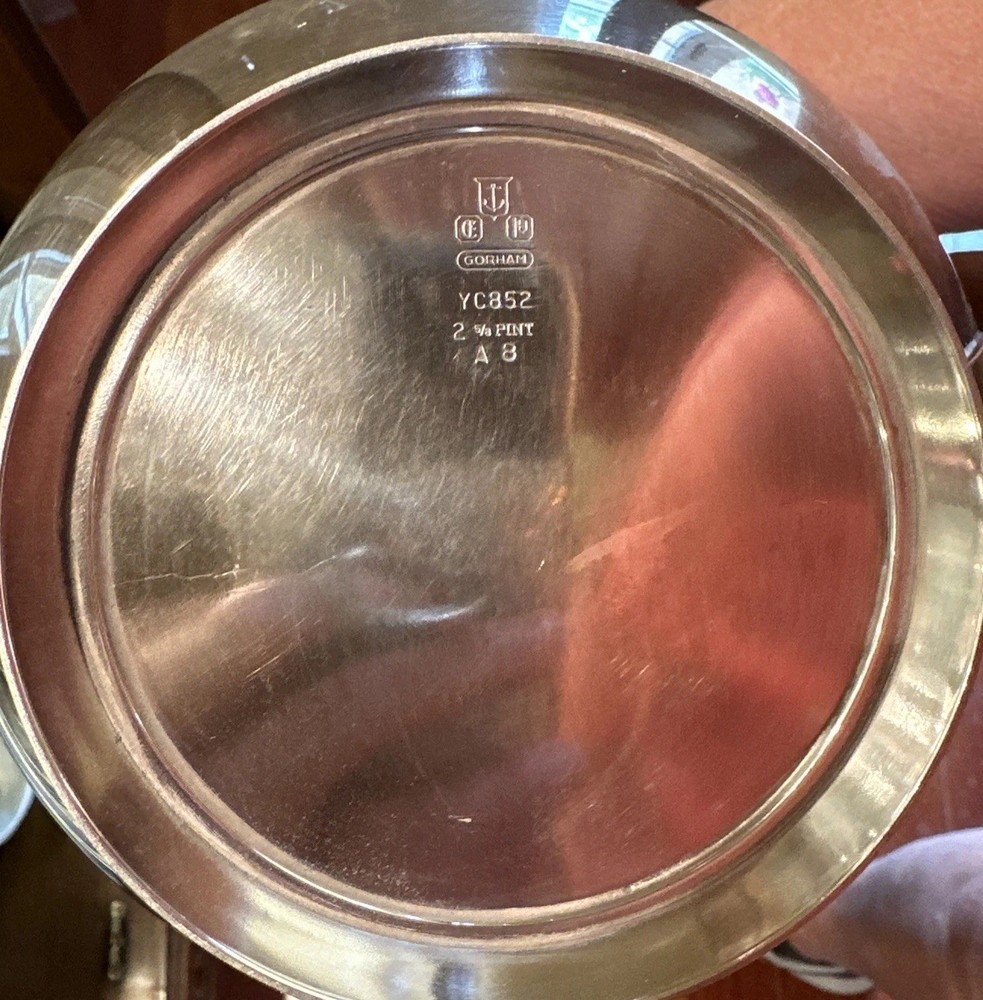 GORHAM
YC852
2 5/8 PINT
A 8